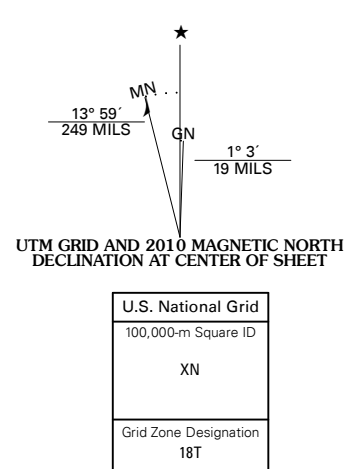 ★
MN
13° 59´
249 MILS
GN
1° 3´
19 MILS
UTM GRID AND 2010 MAGNETIC NORTH
DECLINATION AT CENTER OF SHEET
U.S. National Grid
100,000-m Square ID
XN
Grid Zone Designation
18T